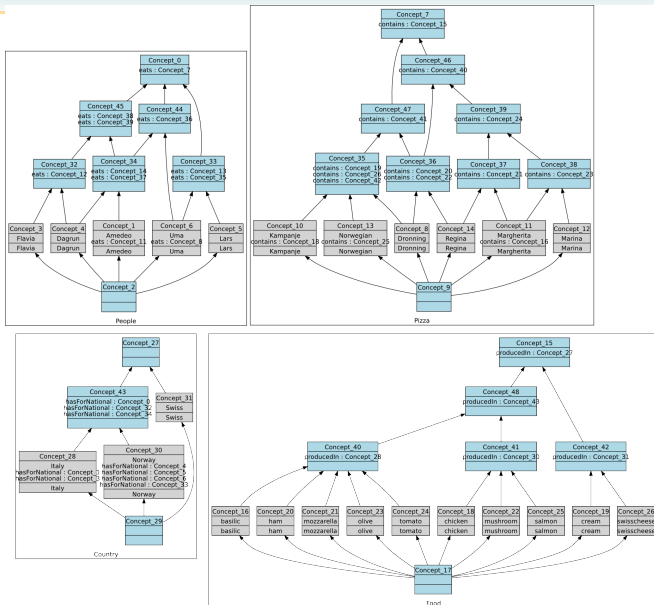 Concept_7
contains : Concept_15
Concept_46
contains : Concept_40
Concept_47
contains : Concept_41
Concept_39
contains : Concept_24
Concept_35
contains : Concept_19
contains : Concept_26
contains : Concept_42
Concept_36
contains : Concept_20
contains : Concept_22
Concept_37
contains : Concept_21
Concept_38
contains : Concept_23
Concept_10
Kampanje
contains : Concept_18
Kampanje
Concept_13
Norwegian
contains : Concept_25
Norwegian
Concept_8
Dronning
Dronning
Concept_14
Regina
Regina
Concept_11
Margherita
contains : Concept_16
Margherita
Concept_12
Marina
Marina
Concept_9
Pizza
Concept_0
eats : Concept_7
Concept_45
eats : Concept_38
eats : Concept_39
Concept_44
eats : Concept_36
Concept_32
eats : Concept_12
Concept_34
eats : Concept_14
eats : Concept_37
Concept_33
eats : Concept_13
eats : Concept_35
Concept_3
Flavia
Flavia
Concept_4
Dagrun
Dagrun
Concept_1
Amedeo
eats : Concept_11
Amedeo
Concept_6
Uma
eats : Concept_8
Uma
Concept_5
Lars
Lars
Concept_2
People
Concept_27
Concept_43
hasForNational : Concept_0
hasForNational : Concept_32
hasForNational : Concept_34
Concept_31
Swiss
Swiss
Concept_28
Italy
hasForNational : Concept_
hasForNational : Concept_3
Italy
Concept_30
Norway
hasForNational : Concept_4
hasForNational : Concept_5
hasForNational : Concept_6
hasForNational : Concept_33
Norway
Concept_29
Country
Concept_15
producedIn : Concept_27
Concept_48
producedIn : Concept_43
Concept_40
producedIn : Concept_28
Concept_41
producedIn : Concept_30
Concept_42
producedIn : Concept_31
Concept_16
basilic
basilic
Concept_20
ham
ham
Concept_21
mozzarella
mozzarella
Concept_23
olive
olive
Concept_24
tomato
tomato
Concept_18
chicken
chicken
Concept_22
mushroom
mushroom
Concept_25
salmon
salmon
Concept_19
cream
cream
Concept_26
swisscheese
swisscheese
Concept_17
Food